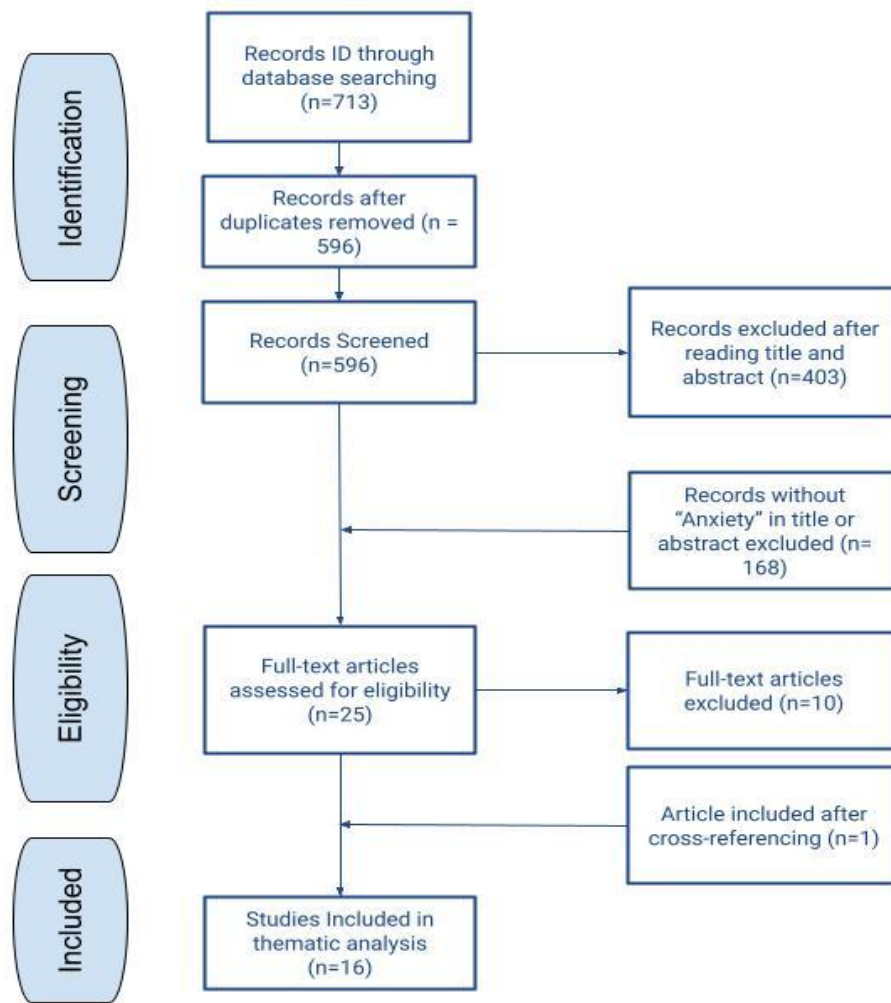 Identification
Records ID through
database searching
(n=713)
Records after
duplicates removed (n =
596)
Screening
Records Screened
(n=596)
Records excluded after
reading title and
abstract (n=403)
Records without
“Anxiety” in title or
abstract excluded (n=
168)
Eligibility
Full-text articles
assessed for eligibility
(n=25)
Full-text articles
excluded (n=10)
Article included after
cross-referencing (n=1)
Included
Studies Included in
thematic analysis
(n=16)